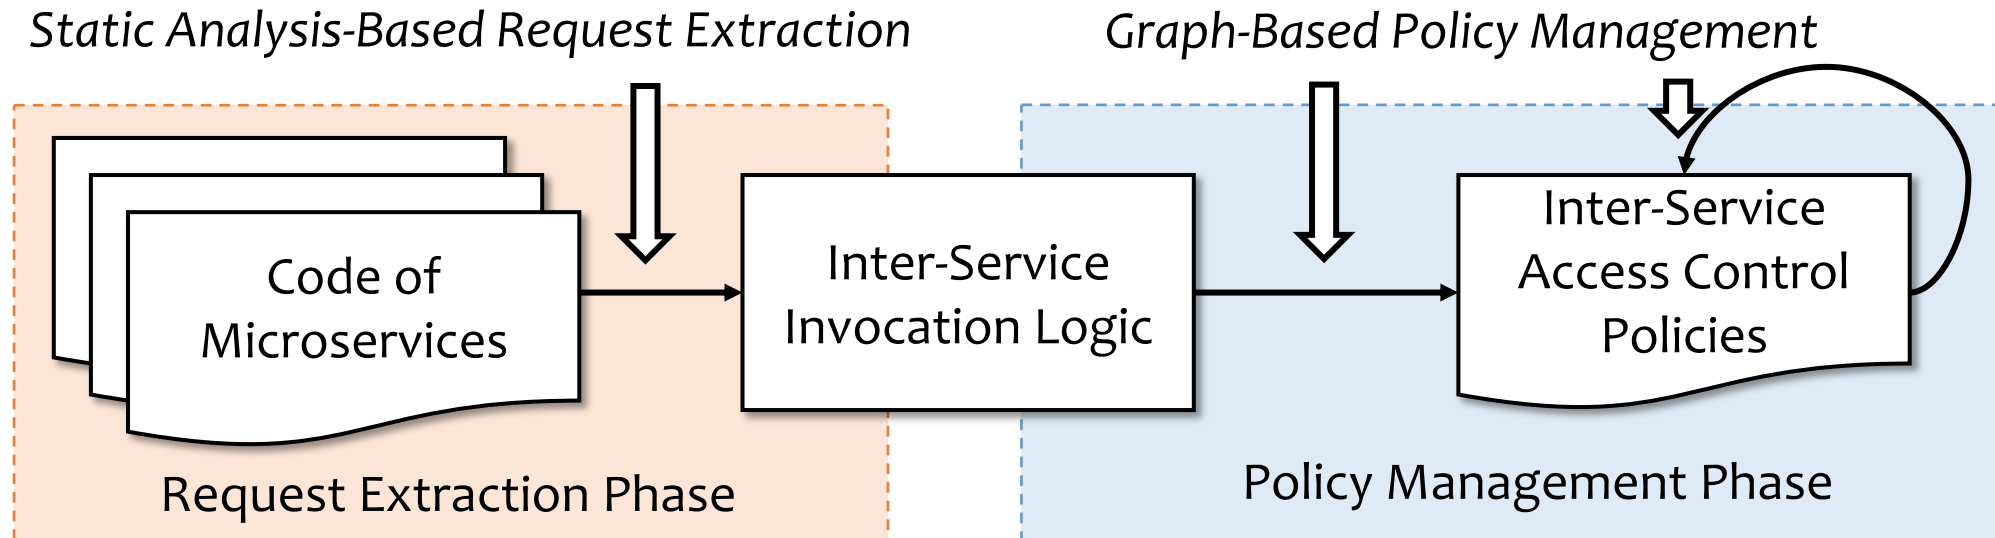 Static Analysis-Based Request Extraction
Graph-Based Policy Management
Code of
Microservices
Inter-Service
Invocation Logic
Inter-Service
Access Control
Policies
Request Extraction Phase
Policy Management Phase